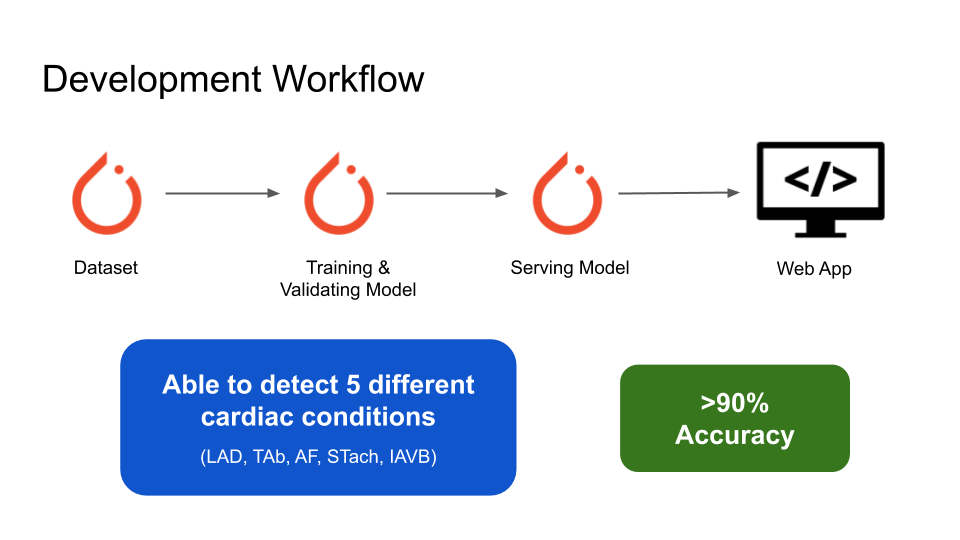 Development Workflow
</>
Dataset
Training &
Validating Model
Serving Model
Web App
Able to detect 5 different
cardiac conditions
(LAD, TAb, AF, STach, IAVB)
>90%
Accuracy